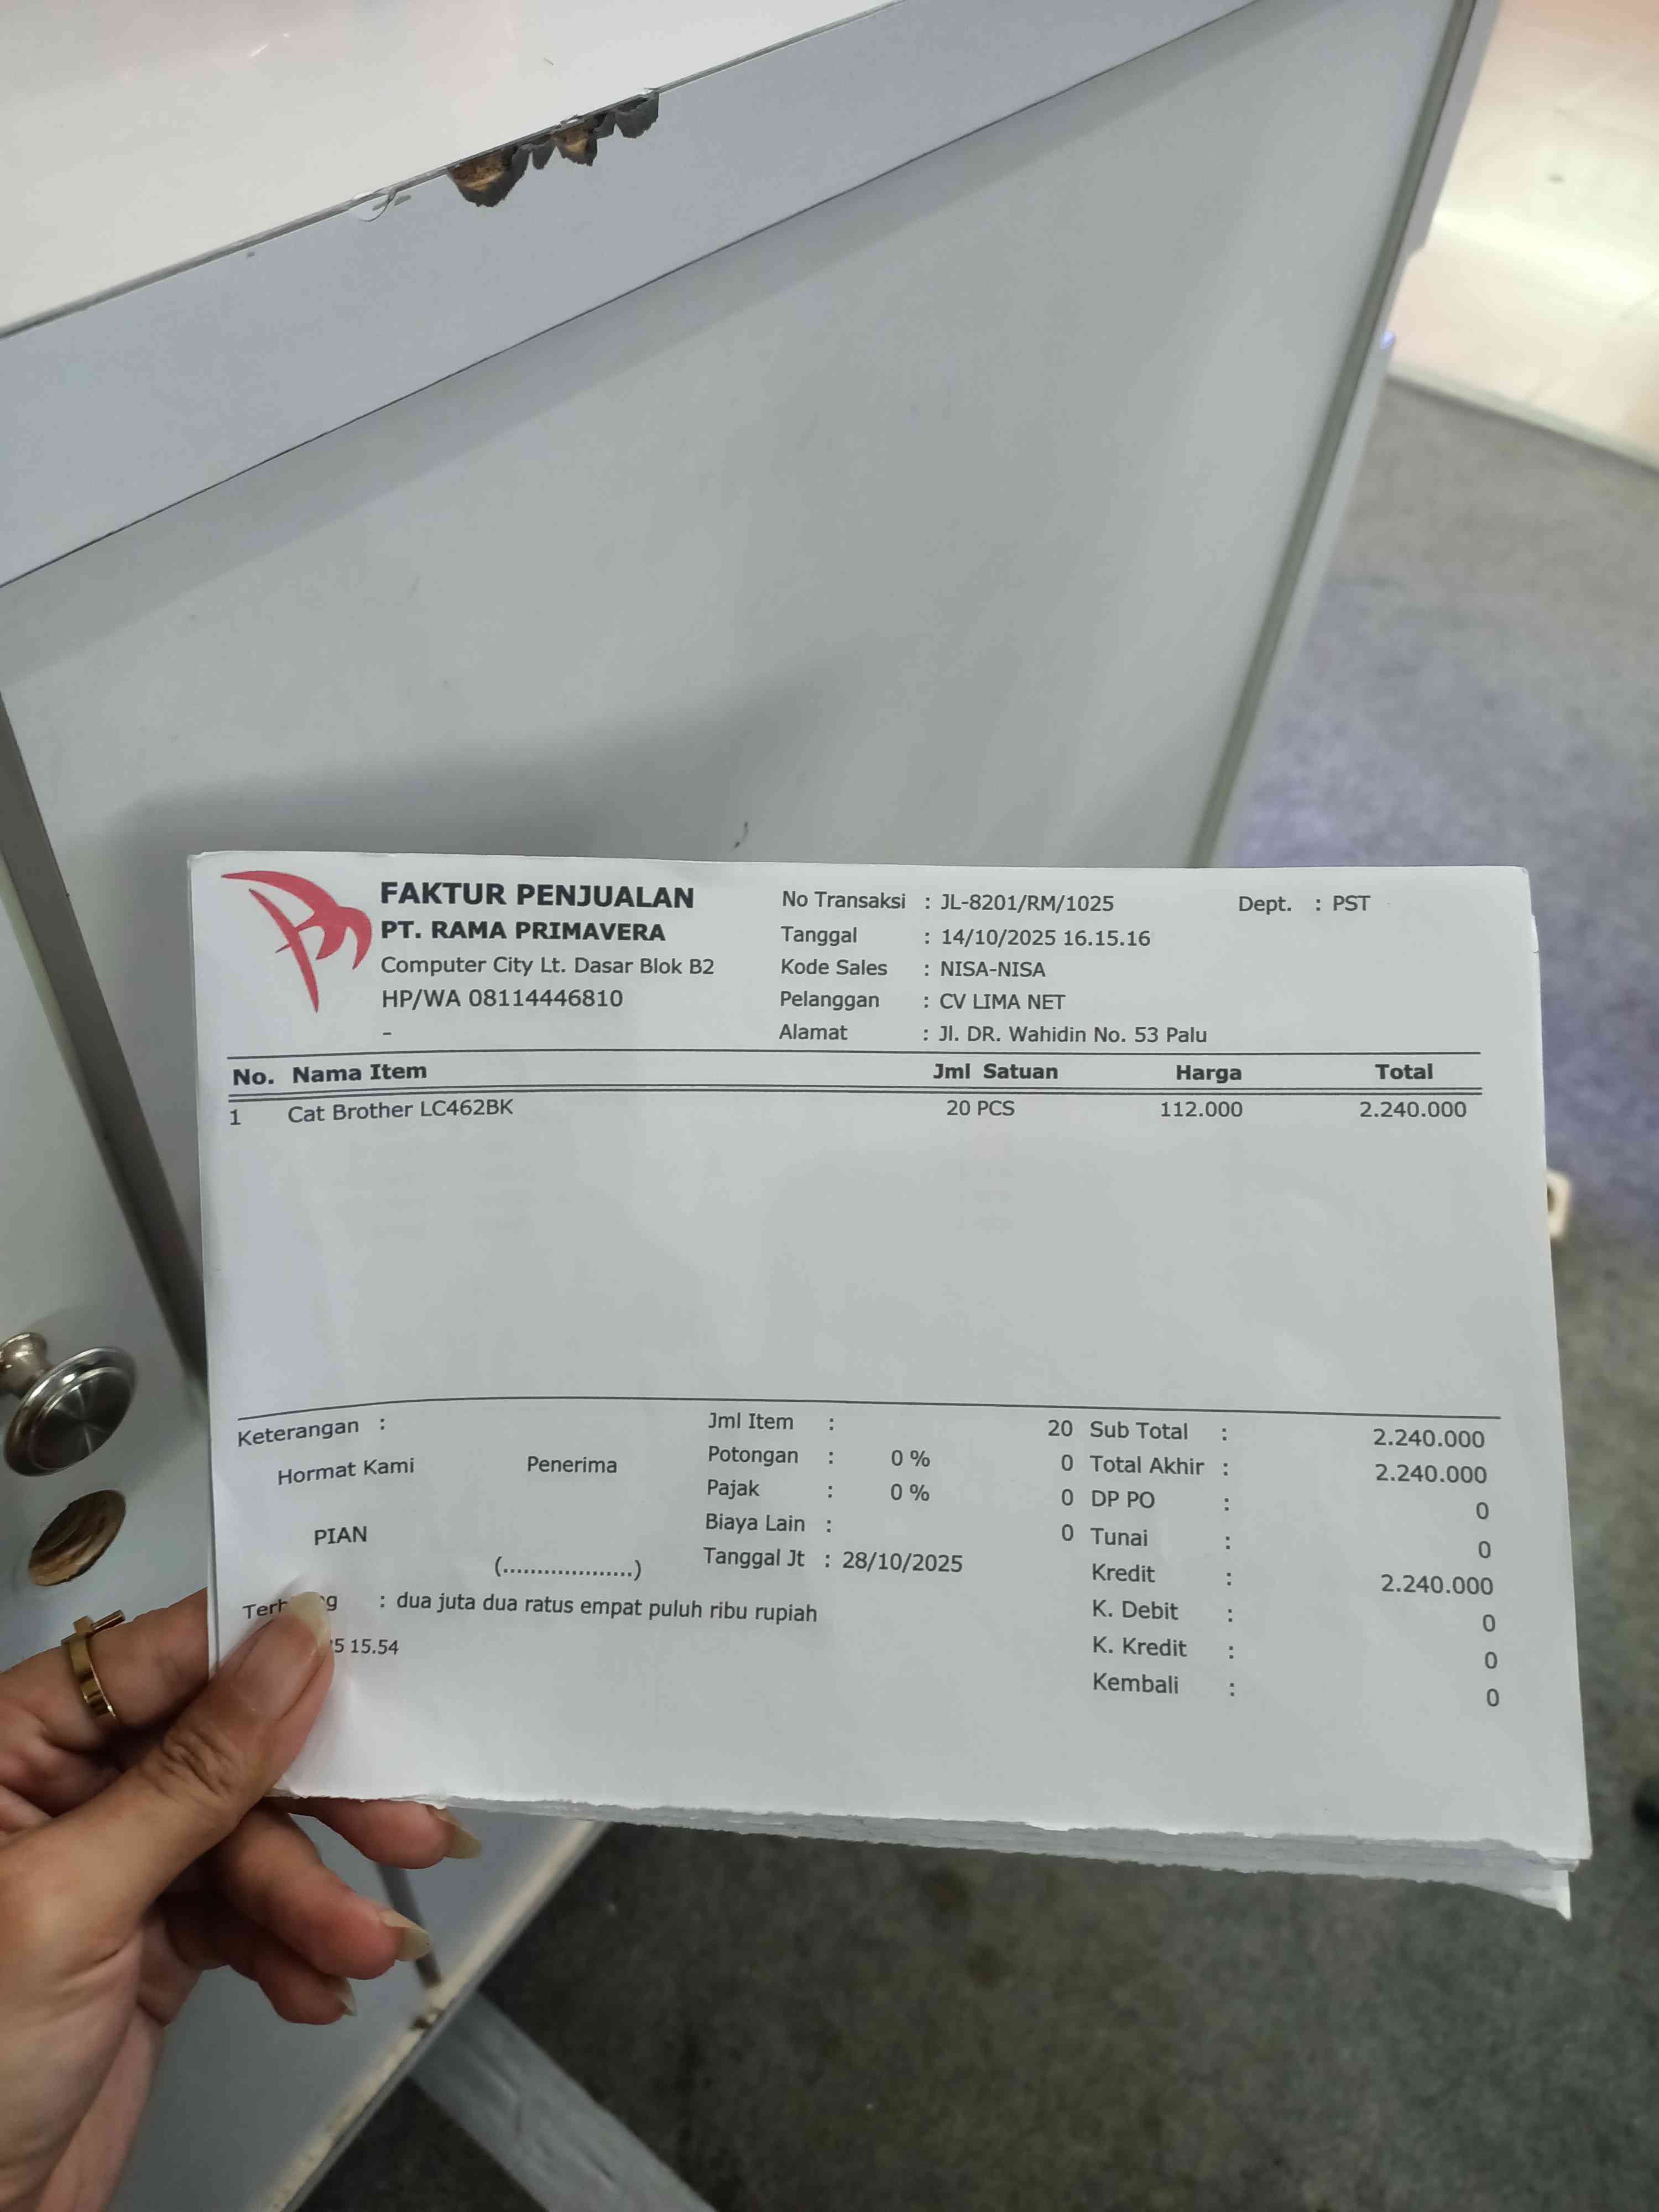 FAKTUR PENJUALAN
PT. RAMA PRIMAVERA
Computer City Lt. Dasar Blok B2
HP/WA 08114446810
-
No Transaksi : JL-8201/RM/1025 Dept. : PST
Tanggal : 14/10/2025 16.15.16
Kode Sales : NISA-NISA
Pelanggan : CV LIMA NET
Alamat : Jl. DR. Wahidin No. 53 Palu
No. Nama Item Jml Satuan Harga Total
1 Cat Brother LC462BK 20 PCS 112.000 2.240.000
Keterangan :
Hormat Kami Penerima
PIAN
(...................)
Jml Item : 20
Potongan : 0 % 0
Pajak : 0 % 0
Biaya Lain : 0
Tanggal Jt : 28/10/2025
Sub Total : 2.240.000
Total Akhir : 2.240.000
DP PO : 0
Tunai : 0
Kredit : 2.240.000
K. Debit : 0
K. Kredit : 0
Kembali : 0
: dua juta dua ratus empat puluh ribu rupiah
15.54